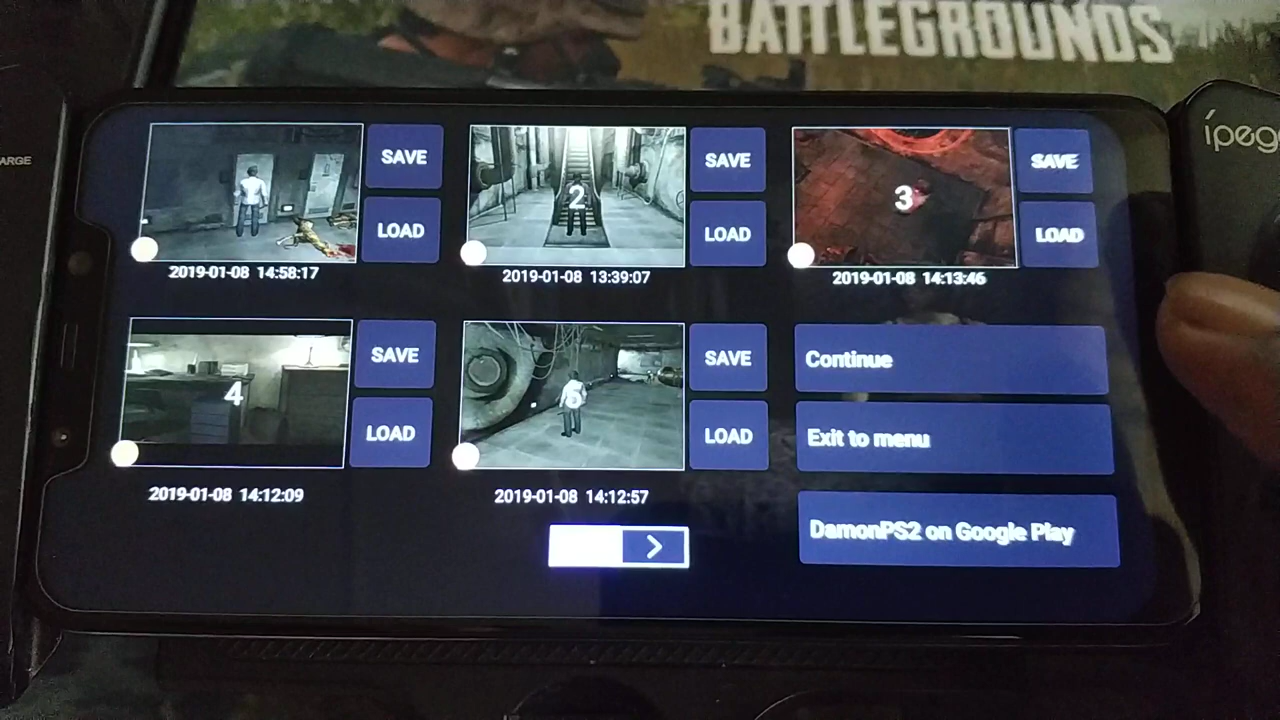 BATTLEGROUNDS
ARGE
ípeg
SAVE
LOAD
2019-01-08 14:58:17
2
SAVE
LOAD
2019-01-08 13:39:07
3
SAVE
LOAD
2019-01-08 14:13:46
4
SAVE
LOAD
2019-01-08 14:12:09
SAVE
LOAD
2019-01-08 14:12:57
Continue
Exit to menu
DamonPS2 on Google Play
>